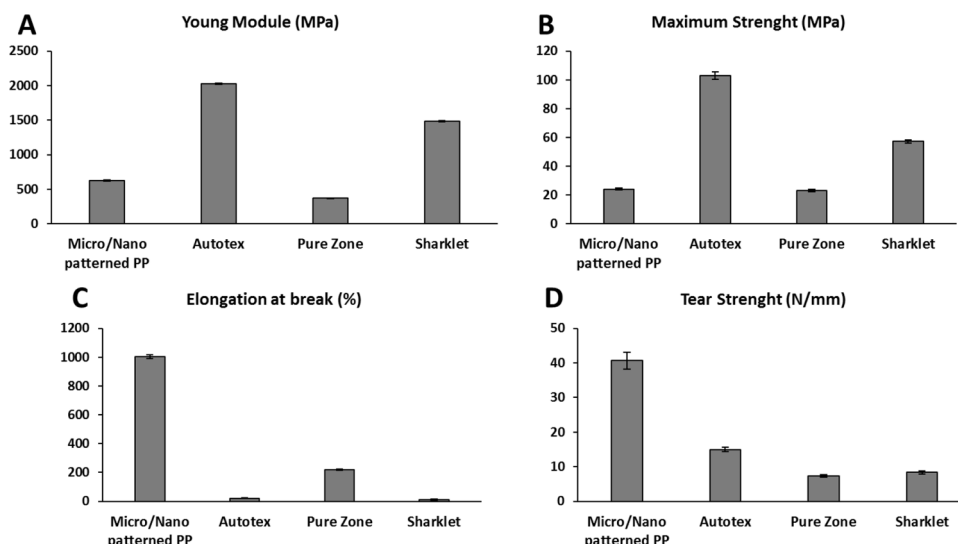 A
Young Module (MPa)
2500
2000
1500
1000
500
0
Micro/Nano
patterned PP
Autotex
Pure Zone
Sharklet
B
Maximum Strenght (MPa)
120
100
80
60
40
20
0
Micro/Nano
patterned PP
Autotex
Pure Zone
Sharklet
C
Elongation at break (%)
1200
1000
800
600
400
200
0
Micro/Nano
patterned PP
Autotex
Pure Zone
Sharklet
D
Tear Strenght (N/mm)
50
40
30
20
10
0
Micro/Nano
patterned PP
Autotex
Pure Zone
Sharklet